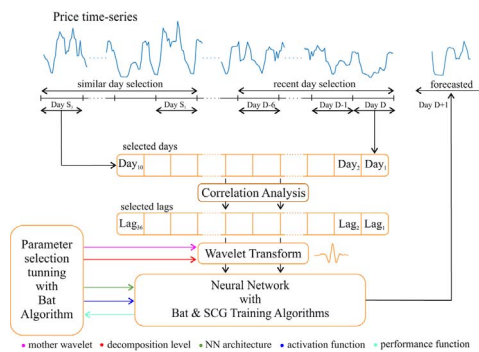 Price time-series
similar day selection
recent day selection
forecasted
Day S₇
Day S₁
Day D-6
Day D-1
Day D
Day D+1
selected days
Day₁₀
Day₂
Day₁
Correlation Analysis
selected lags
Lag₉₆
Lag₂
Lag₁
Parameter
selection
tunning
with
Bat
Algorithm
Wavelet Transform
Neural Network
with
Bat & SCG Training Algorithms
mother wavelet
decomposition level
NN architecture
activation function
performance function